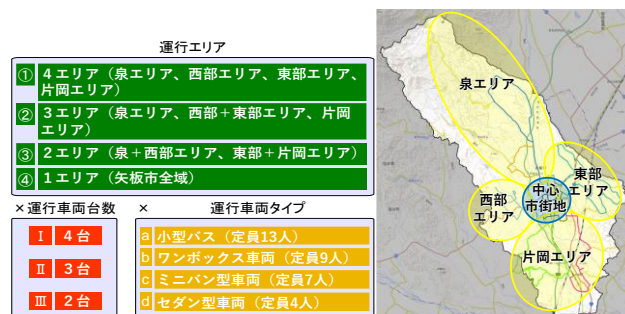 運行エリア
① 4エリア（泉エリア、西部エリア、東部エリア、
片岡エリア）
② 3エリア（泉エリア、西部＋東部エリア、片岡
エリア）
③ 2エリア（泉＋西部エリア、東部＋片岡エリア）
④ 1エリア（矢板市全域）
×運行車両台数
Ⅰ 4台
Ⅱ 3台
Ⅲ 2台
× 運行車両タイプ
a 小型バス（定員13人）
b ワンボックス車両（定員9人）
c ミニバン型車両（定員7人）
d セダン型車両（定員4人）
泉エリア
東部
エリア
中心
市街地
西部
エリア
片岡エリア